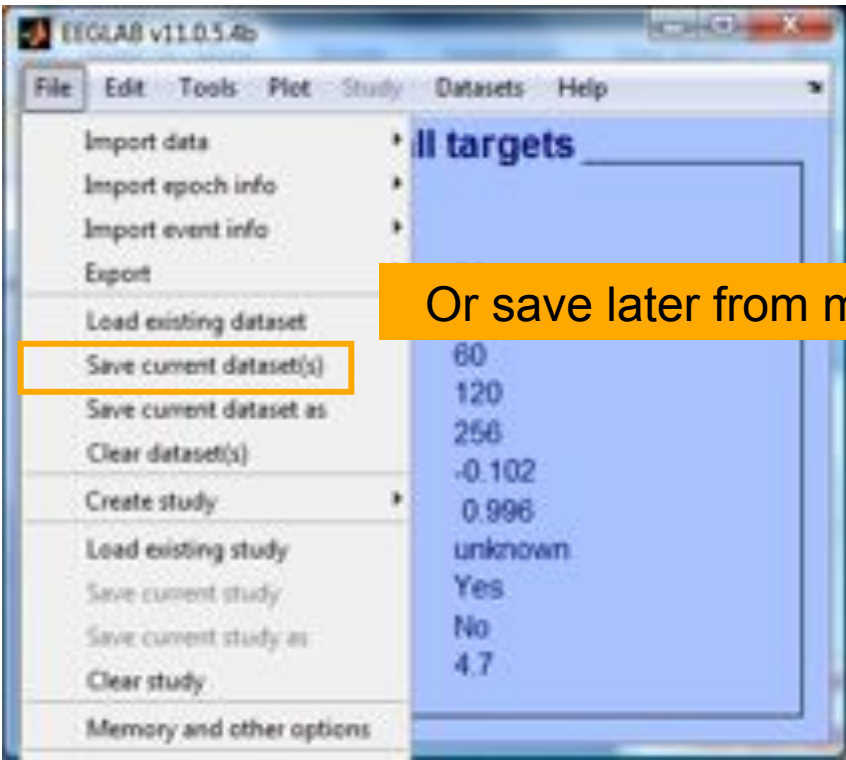 EEGLAB v11.0.5.4b
File Edit Tools Plot Study Datasets Help
Import data
Import epoch info
Import event info
Export
Load existing dataset
Save current dataset(s)
Save current dataset as
Clear dataset(s)
Create study
Load existing study
Save current study
Save current study as
Clear study
Memory and other options
ll targets
Or save later from
60
120
256
-0.102
0.996
unknown
Yes
No
4.7